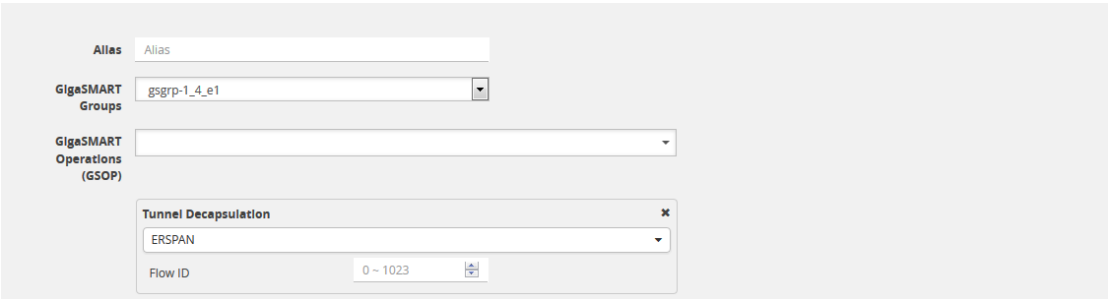 Alias Alias
GigaSMART Groups gsgrp-1_4_e1
GigaSMART Operations (GSOP)
Tunnel Decapsulation ✖
ERSPAN
Flow ID 0 ~ 1023